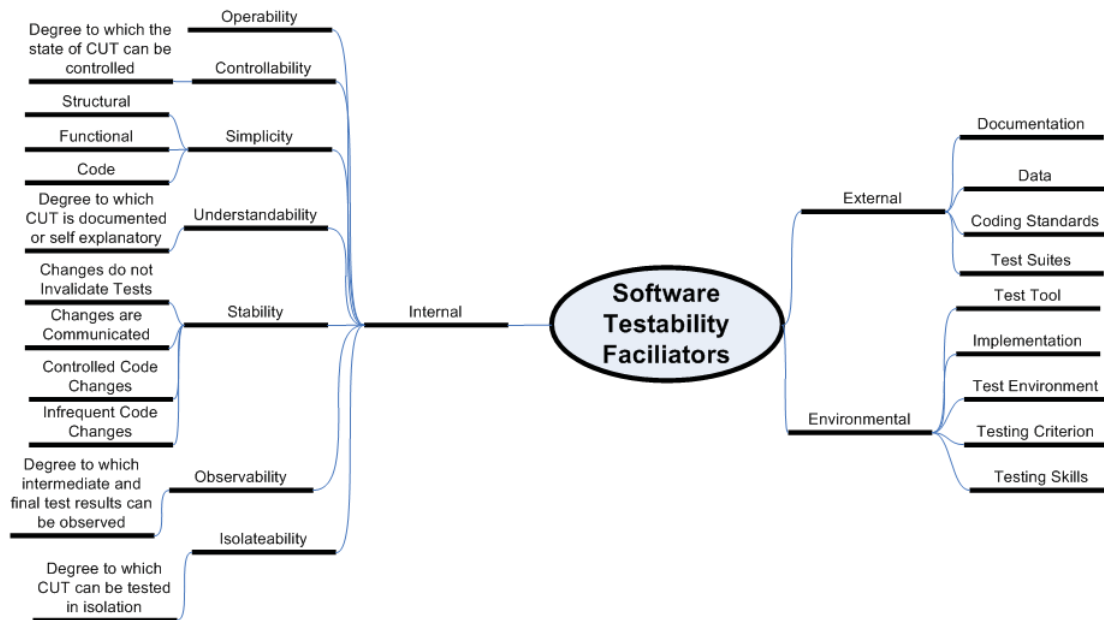 Operability
Degree to which the
state of CUT can be
controlled
Controllability
Structural
Functional
Code
Simplicity
Degree to which
CUT is documented
or self explanatory
Understandability
Changes do not
Invalidate Tests
Changes are
Communicated
Controlled Code
Changes
Infrequent Code
Changes
Stability
Degree to which
intermediate and
final test results can
be observed
Observability
Isolateability
Degree to which
CUT can be tested
in isolation
Internal
Software
Testability
Faciliators
External
Documentation
Data
Coding Standards
Test Suites
Environmental
Test Tool
Implementation
Test Environment
Testing Criterion
Testing Skills